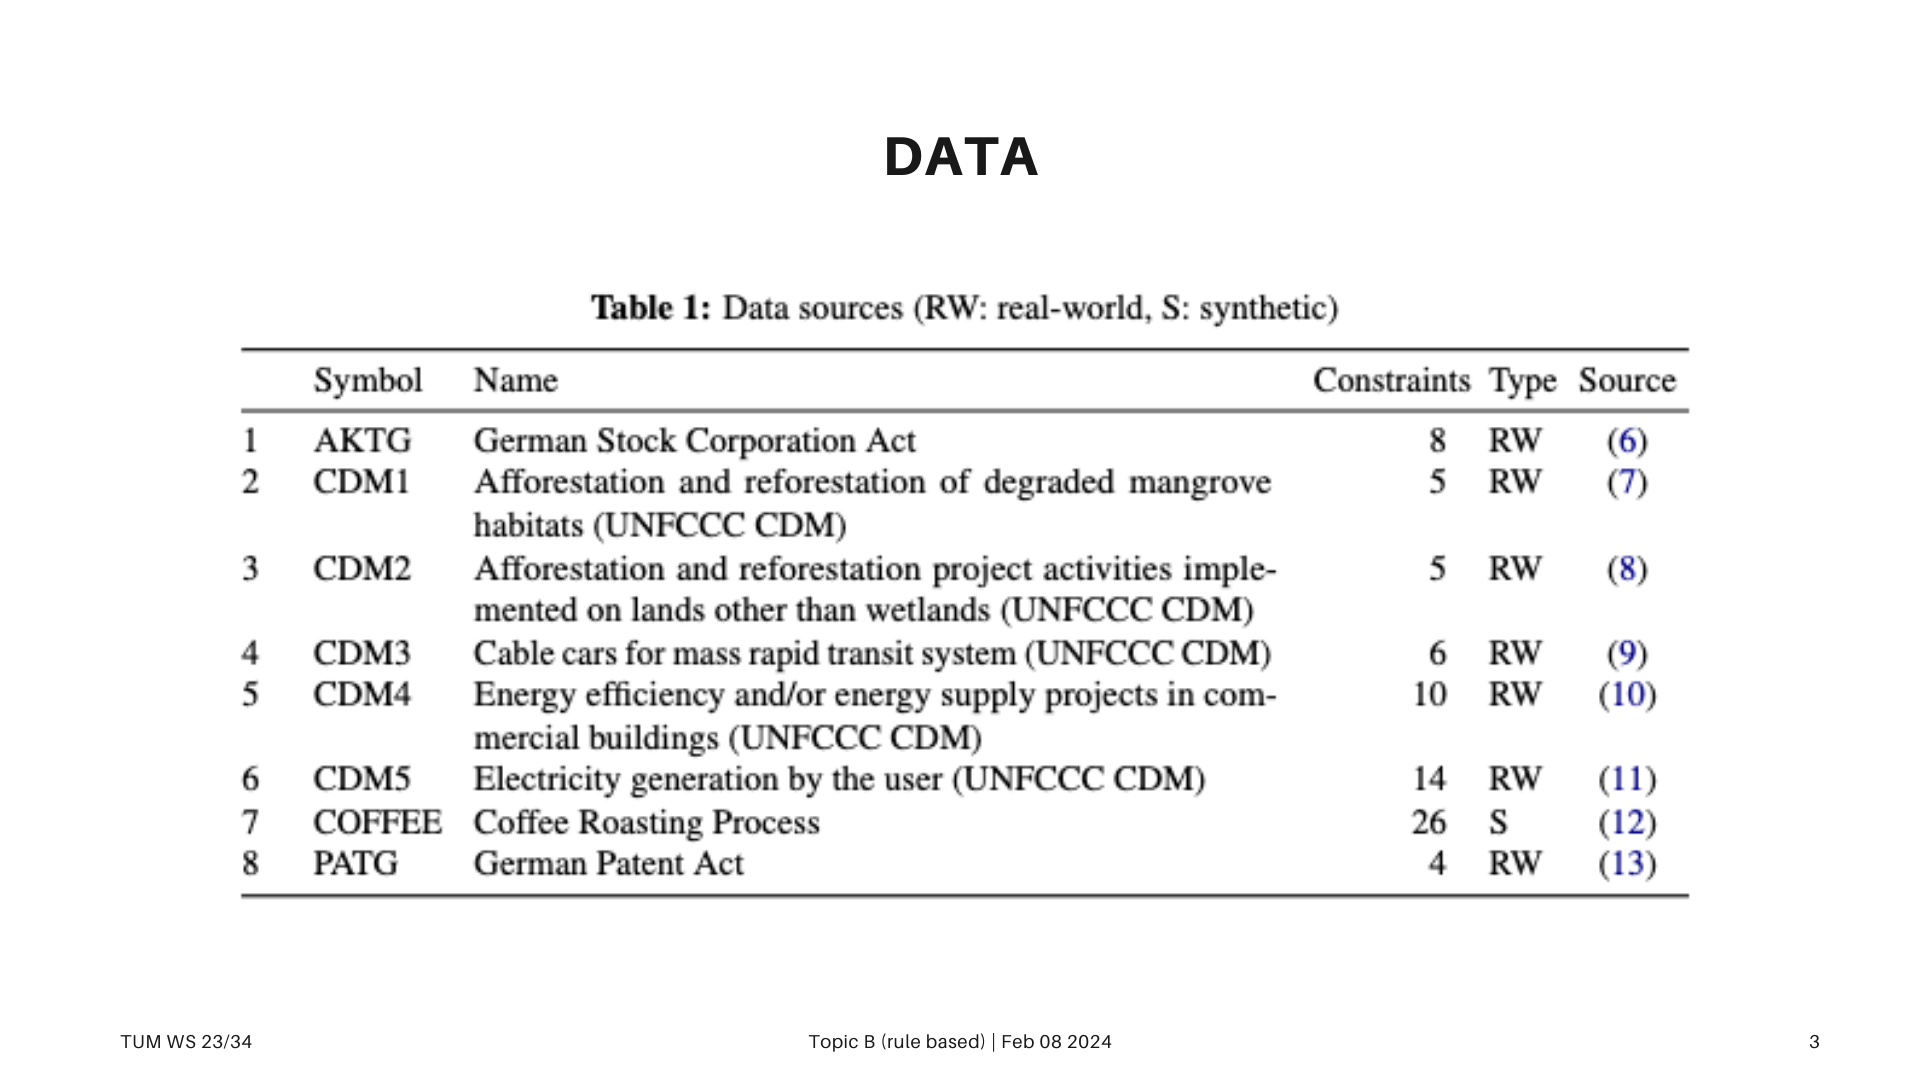 DATA
Table 1: Data sources (RW: real-world, S: synthetic)
Symbol Name Constraints Type Source
1 AKTG German Stock Corporation Act 8 RW (6)
2 CDM1 Afforestation and reforestation of degraded mangrove 5 RW (7)
habitats (UNFCCC CDM)
3 CDM2 Afforestation and reforestation project activities imple- 5 RW (8)
mented on lands other than wetlands (UNFCCC CDM)
4 CDM3 Cable cars for mass rapid transit system (UNFCCC CDM) 6 RW (9)
5 CDM4 Energy efficiency and/or energy supply projects in com- 10 RW (10)
mercial buildings (UNFCCC CDM)
6 CDM5 Electricity generation by the user (UNFCCC CDM) 14 RW (11)
7 COFFEE Coffee Roasting Process 26 S (12)
8 PATG German Patent Act 4 RW (13)
TUM WS 23/34 Topic B (rule based) | Feb 08 2024 3